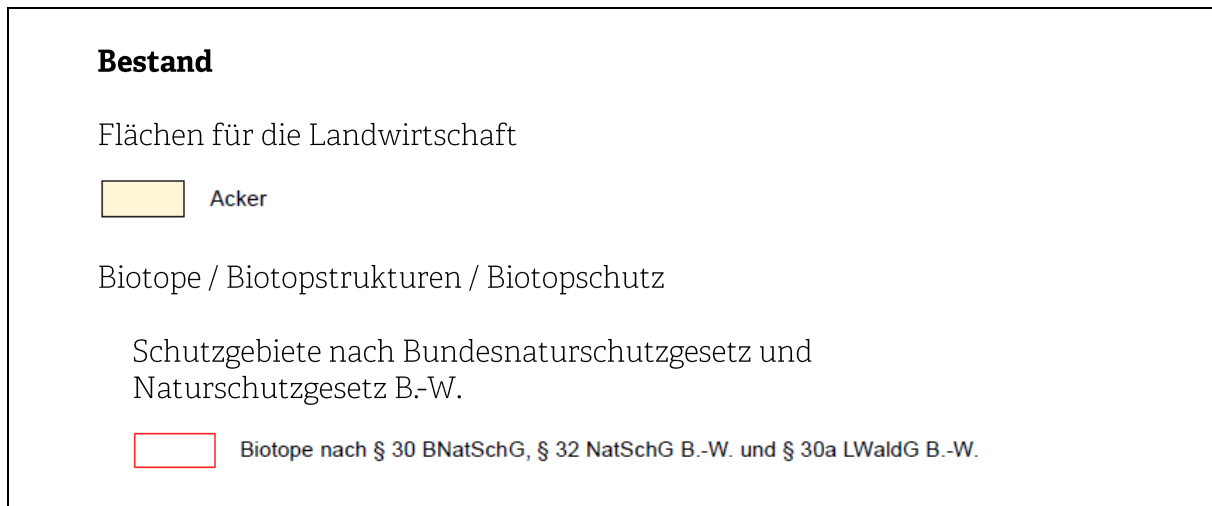 Bestand
Flächen für die Landwirtschaft
Acker
Biotope / Biotopstrukturen / Biotopschutz
Schutzgebiete nach Bundesnaturschutzgesetz und
Naturschutzgesetz B.-W.
Biotope nach § 30 BNatSchG, § 32 NatSchG B.-W. und § 30a LWaldG B.-W.